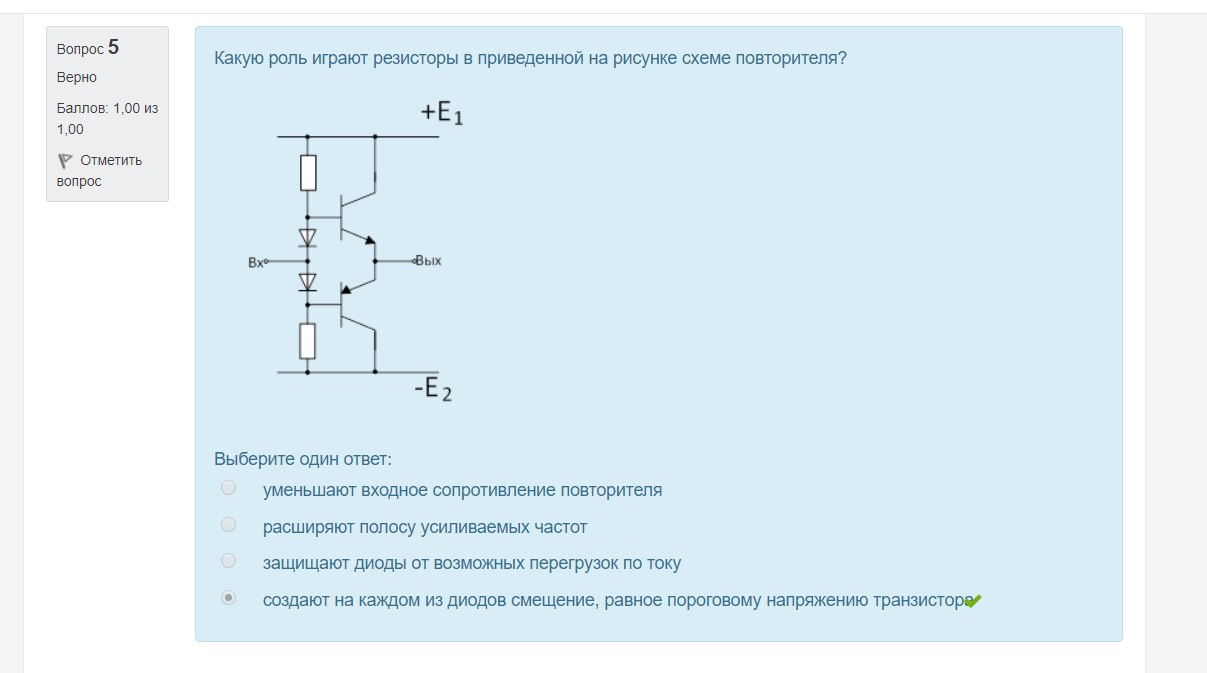 Вопрос 5
Верно
Баллов: 1,00 из
1,00
Отметить
вопрос
Какую роль играют резисторы в приведенной на рисунке схеме повторителя?
+E1
Вх
Вых
-E2
Выберите один ответ:
уменьшают входное сопротивление повторителя
расширяют полосу усиливаемых частот
защищают диоды от возможных перегрузок по току
создают на каждом из диодов смещение, равное пороговому напряжению транзистора